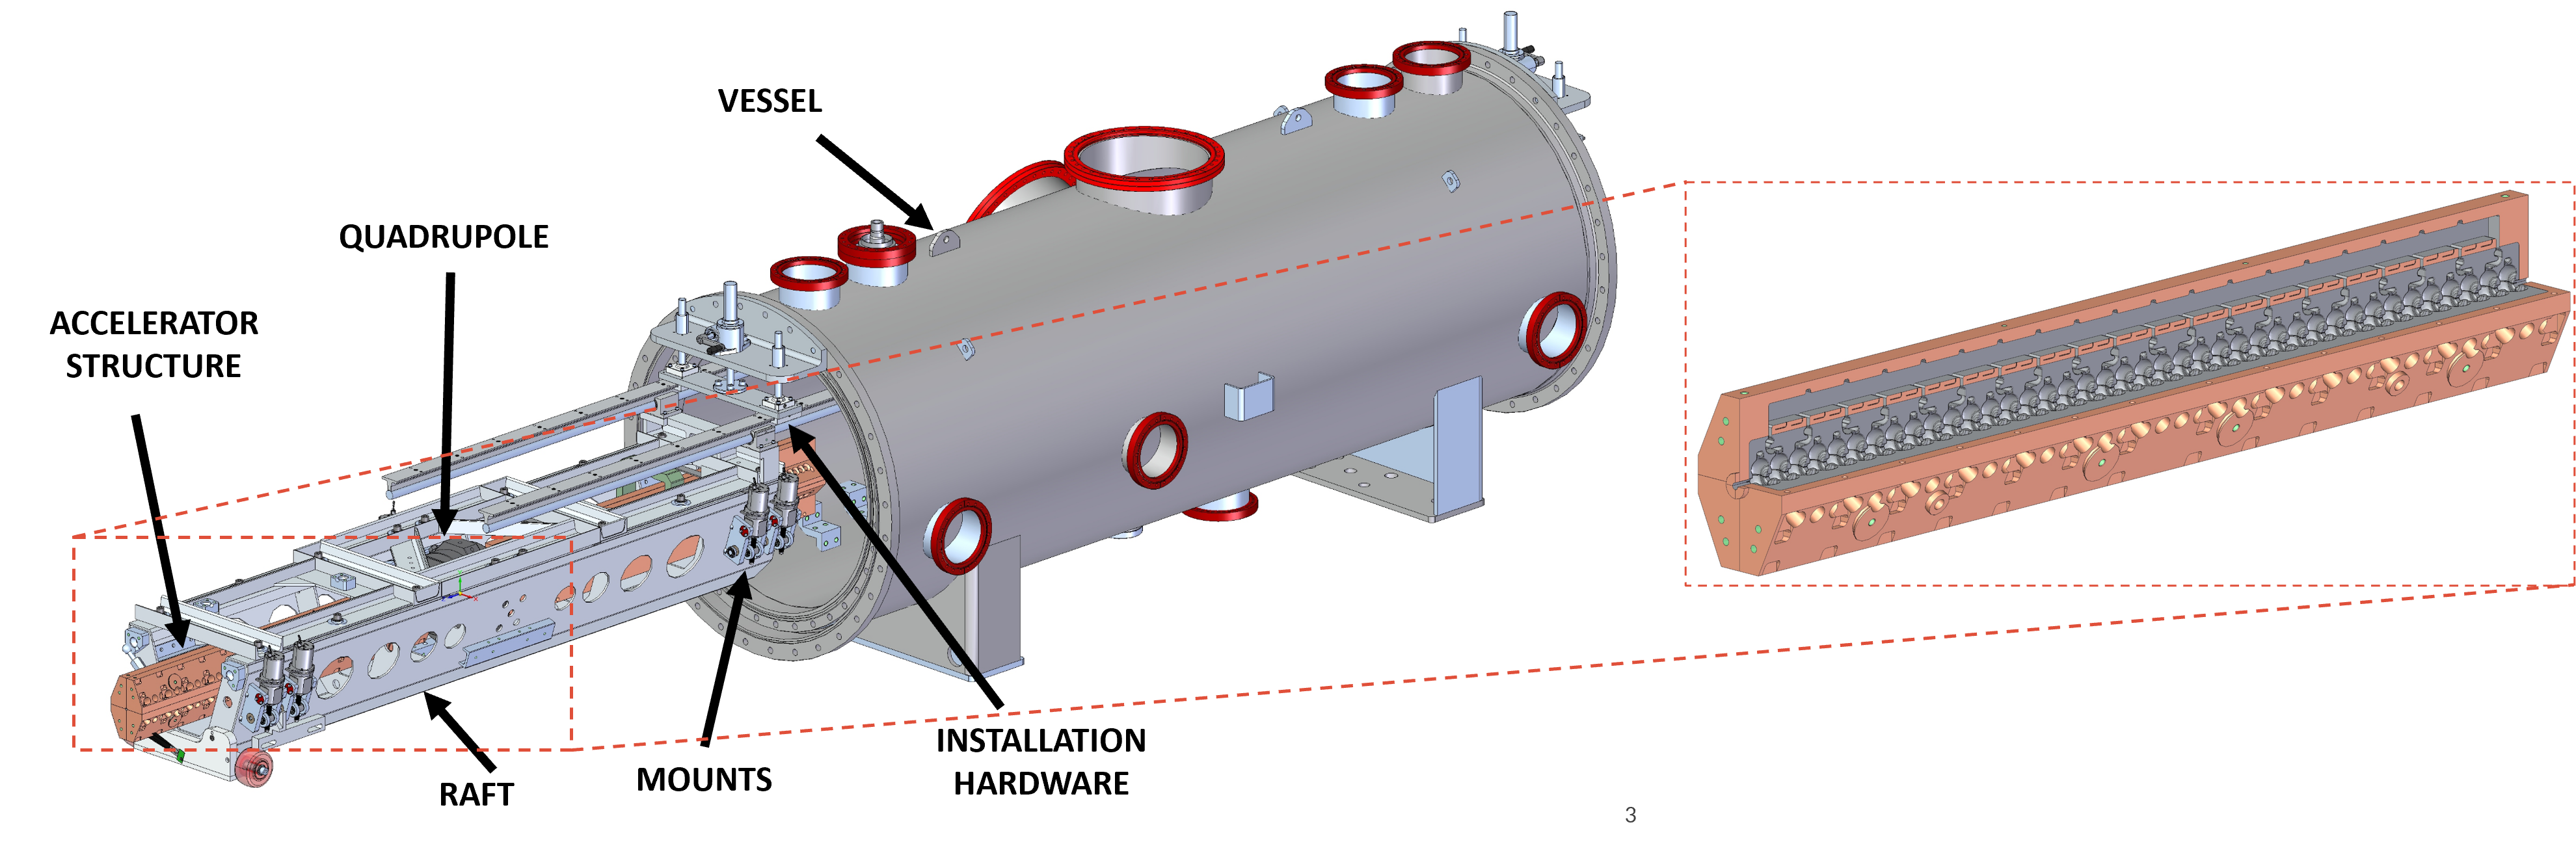 VESSEL
QUADRUPOLE
ACCELERATOR
STRUCTURE
INSTALLATION
HARDWARE
MOUNTS
RAFT
3